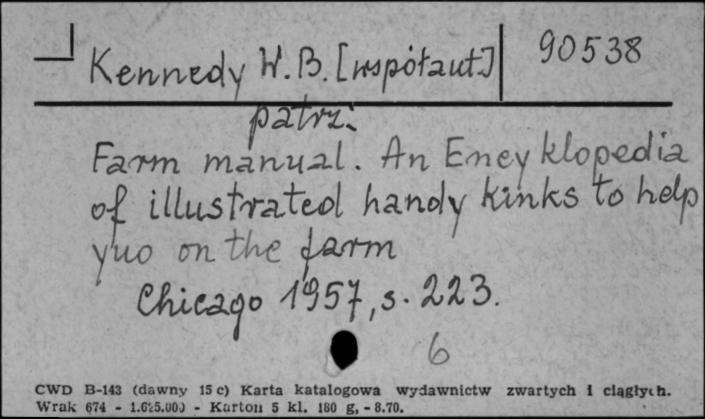 Kennedy W.B. [współaut.] 90538
patrz:
Farm manual. An Encyklopedia
of illustrated handy kinks to help
yuo on the farm
Chicago 1957, s. 223.
6
CWD B-143 (dawny 15 c) Karta katalogowa wydawnictw zwartych i ciągłych.
Wrak 674 - 1.625.000 - Karton 5 kl. 180 g, - 8.70.